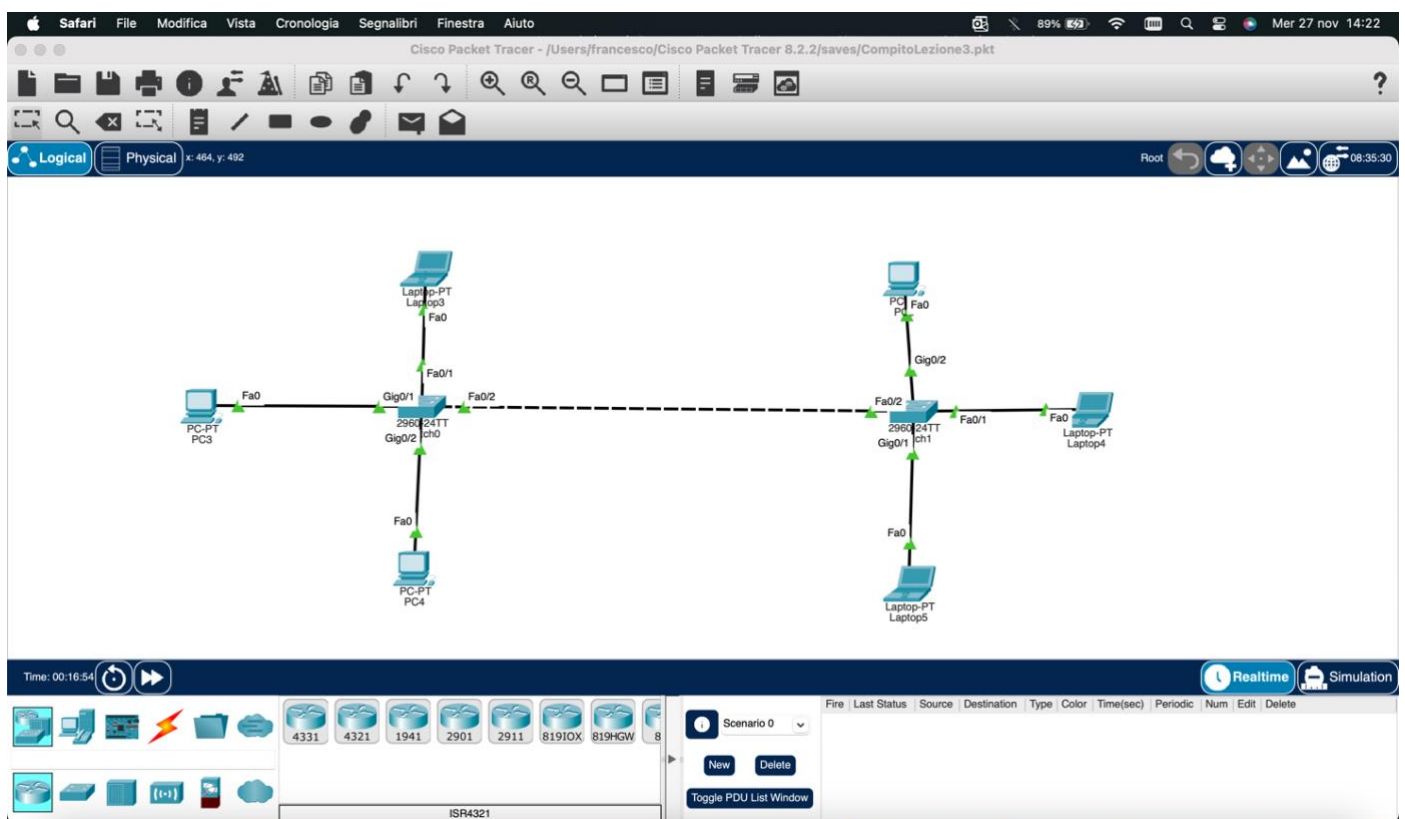 Safari File Modifica Vista Cronologia Segnalibri Finestra Aiuto 89% Mer 27 nov 14:22
Cisco Packet Tracer - /Users/francesco/Cisco Packet Tracer 8.2.2/saves/CompitoLezione3.pkt
?
Logical Physical x: 464, y: 492 Root 08:35:30
Laptop-PT
Laptop3
Fa0
Fa0/1
Fa0
PC-PT
PC3
Gig0/1
Fa0/2
2960-24TT
Gig0/2
Fa0
PC-PT
PC4
Fa0
Gig0/2
Fa0/2
2960-24TT
Fa0/1
Gig0/1
Fa0
Laptop-PT
Laptop4
Fa0
Laptop-PT
Laptop5
Time: 00:16:54 Realtime Simulation
4331 4321 1941 2901 2911 819IOX 819HGW
ISR4321
Scenario 0
New Delete
Toggle PDU List Window
Fire Last Status Source Destination Type Color Time(sec) Periodic Num Edit Delete